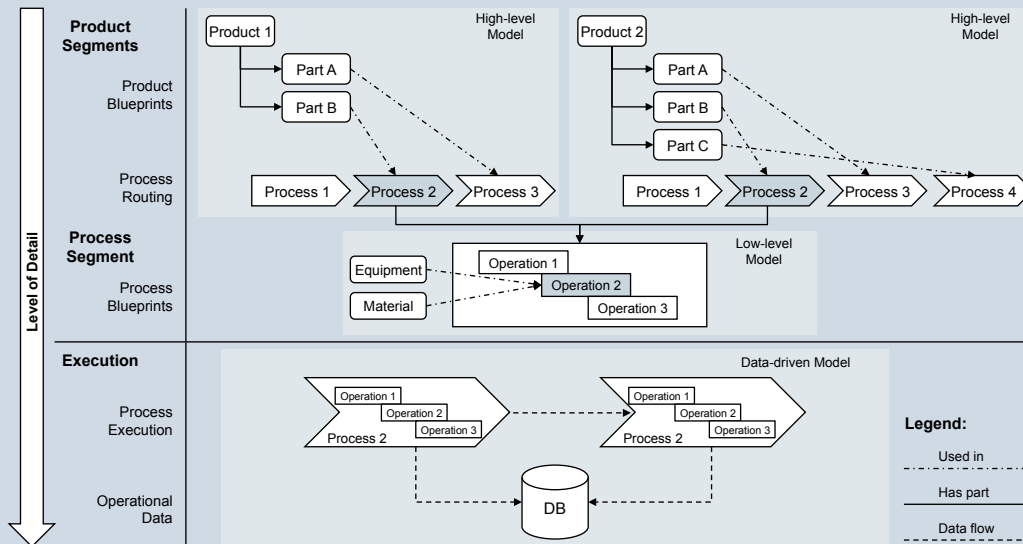 Level of Detail
Product
Segments
Product
Blueprints
Process
Routing
High-level
Model
Product 1
Part A
Part B
Process 1
Process 2
Process 3
High-level
Model
Product 2
Part A
Part B
Part C
Process 1
Process 2
Process 3
Process 4
Process
Segment
Process
Blueprints
Low-level
Model
Equipment
Material
Operation 1
Operation 2
Operation 3
Execution
Process
Execution
Operational
Data
Data-driven Model
Operation 1
Operation 2
Operation 3
Process 2
Operation 1
Operation 2
Operation 3
Process 2
DB
Legend:
Used in
Has part
Data flow